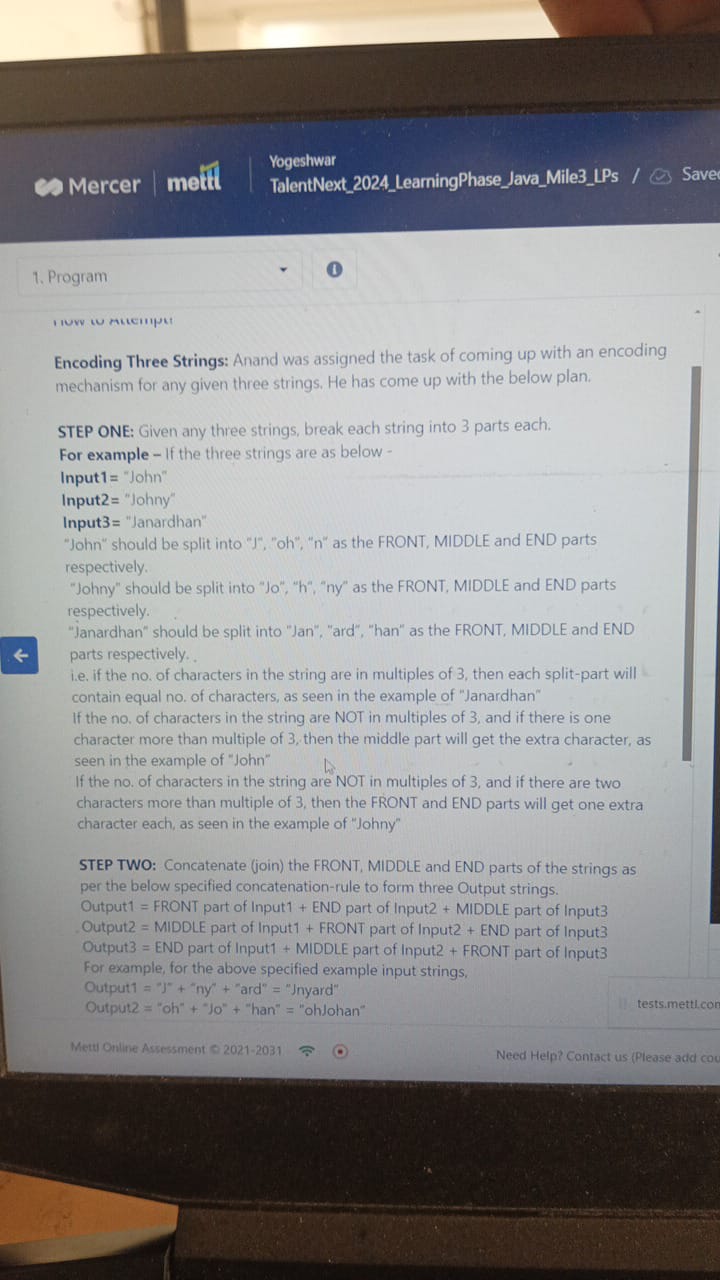 Mercer | mettl
Yogeshwar
TalentNext_2024_LearningPhase_Java_Mile3_LPs /
1. Program
How to Attempt?
Encoding Three Strings: Anand was assigned the task of coming up with an encoding
mechanism for any given three strings. He has come up with the below plan.
STEP ONE: Given any three strings, break each string into 3 parts each.
For example – If the three strings are as below -
Input1= "John"
Input2= "Johny"
Input3= "Janardhan"
"John" should be split into "J", "oh", "n" as the FRONT, MIDDLE and END parts
respectively.
"Johny" should be split into "Jo", "h", "ny" as the FRONT, MIDDLE and END parts
respectively.
"Janardhan" should be split into "Jan", "ard", "han" as the FRONT, MIDDLE and END
parts respectively.
i.e. if the no. of characters in the string are in multiples of 3, then each split-part will
contain equal no. of characters, as seen in the example of "Janardhan"
If the no. of characters in the string are NOT in multiples of 3, and if there is one
character more than multiple of 3, then the middle part will get the extra character, as
seen in the example of "John"
If the no. of characters in the string are NOT in multiples of 3, and if there are two
characters more than multiple of 3, then the FRONT and END parts will get one extra
character each, as seen in the example of "Johny"
STEP TWO: Concatenate (join) the FRONT, MIDDLE and END parts of the strings as
per the below specified concatenation-rule to form three Output strings.
Output1 = FRONT part of Input1 + END part of Input2 + MIDDLE part of Input3
Output2 = MIDDLE part of Input1 + FRONT part of Input2 + END part of Input3
Output3 = END part of Input1 + MIDDLE part of Input2 + FRONT part of Input3
For example, for the above specified example input strings,
Output1 = "J" + "ny" + "ard" = "Jnyard"
Output2 = "oh" + "Jo" + "han" = "ohJohan"
tests.mettl.con
Mettl Online Assessment © 2021-2031
Need Help? Contact us (Please add cou